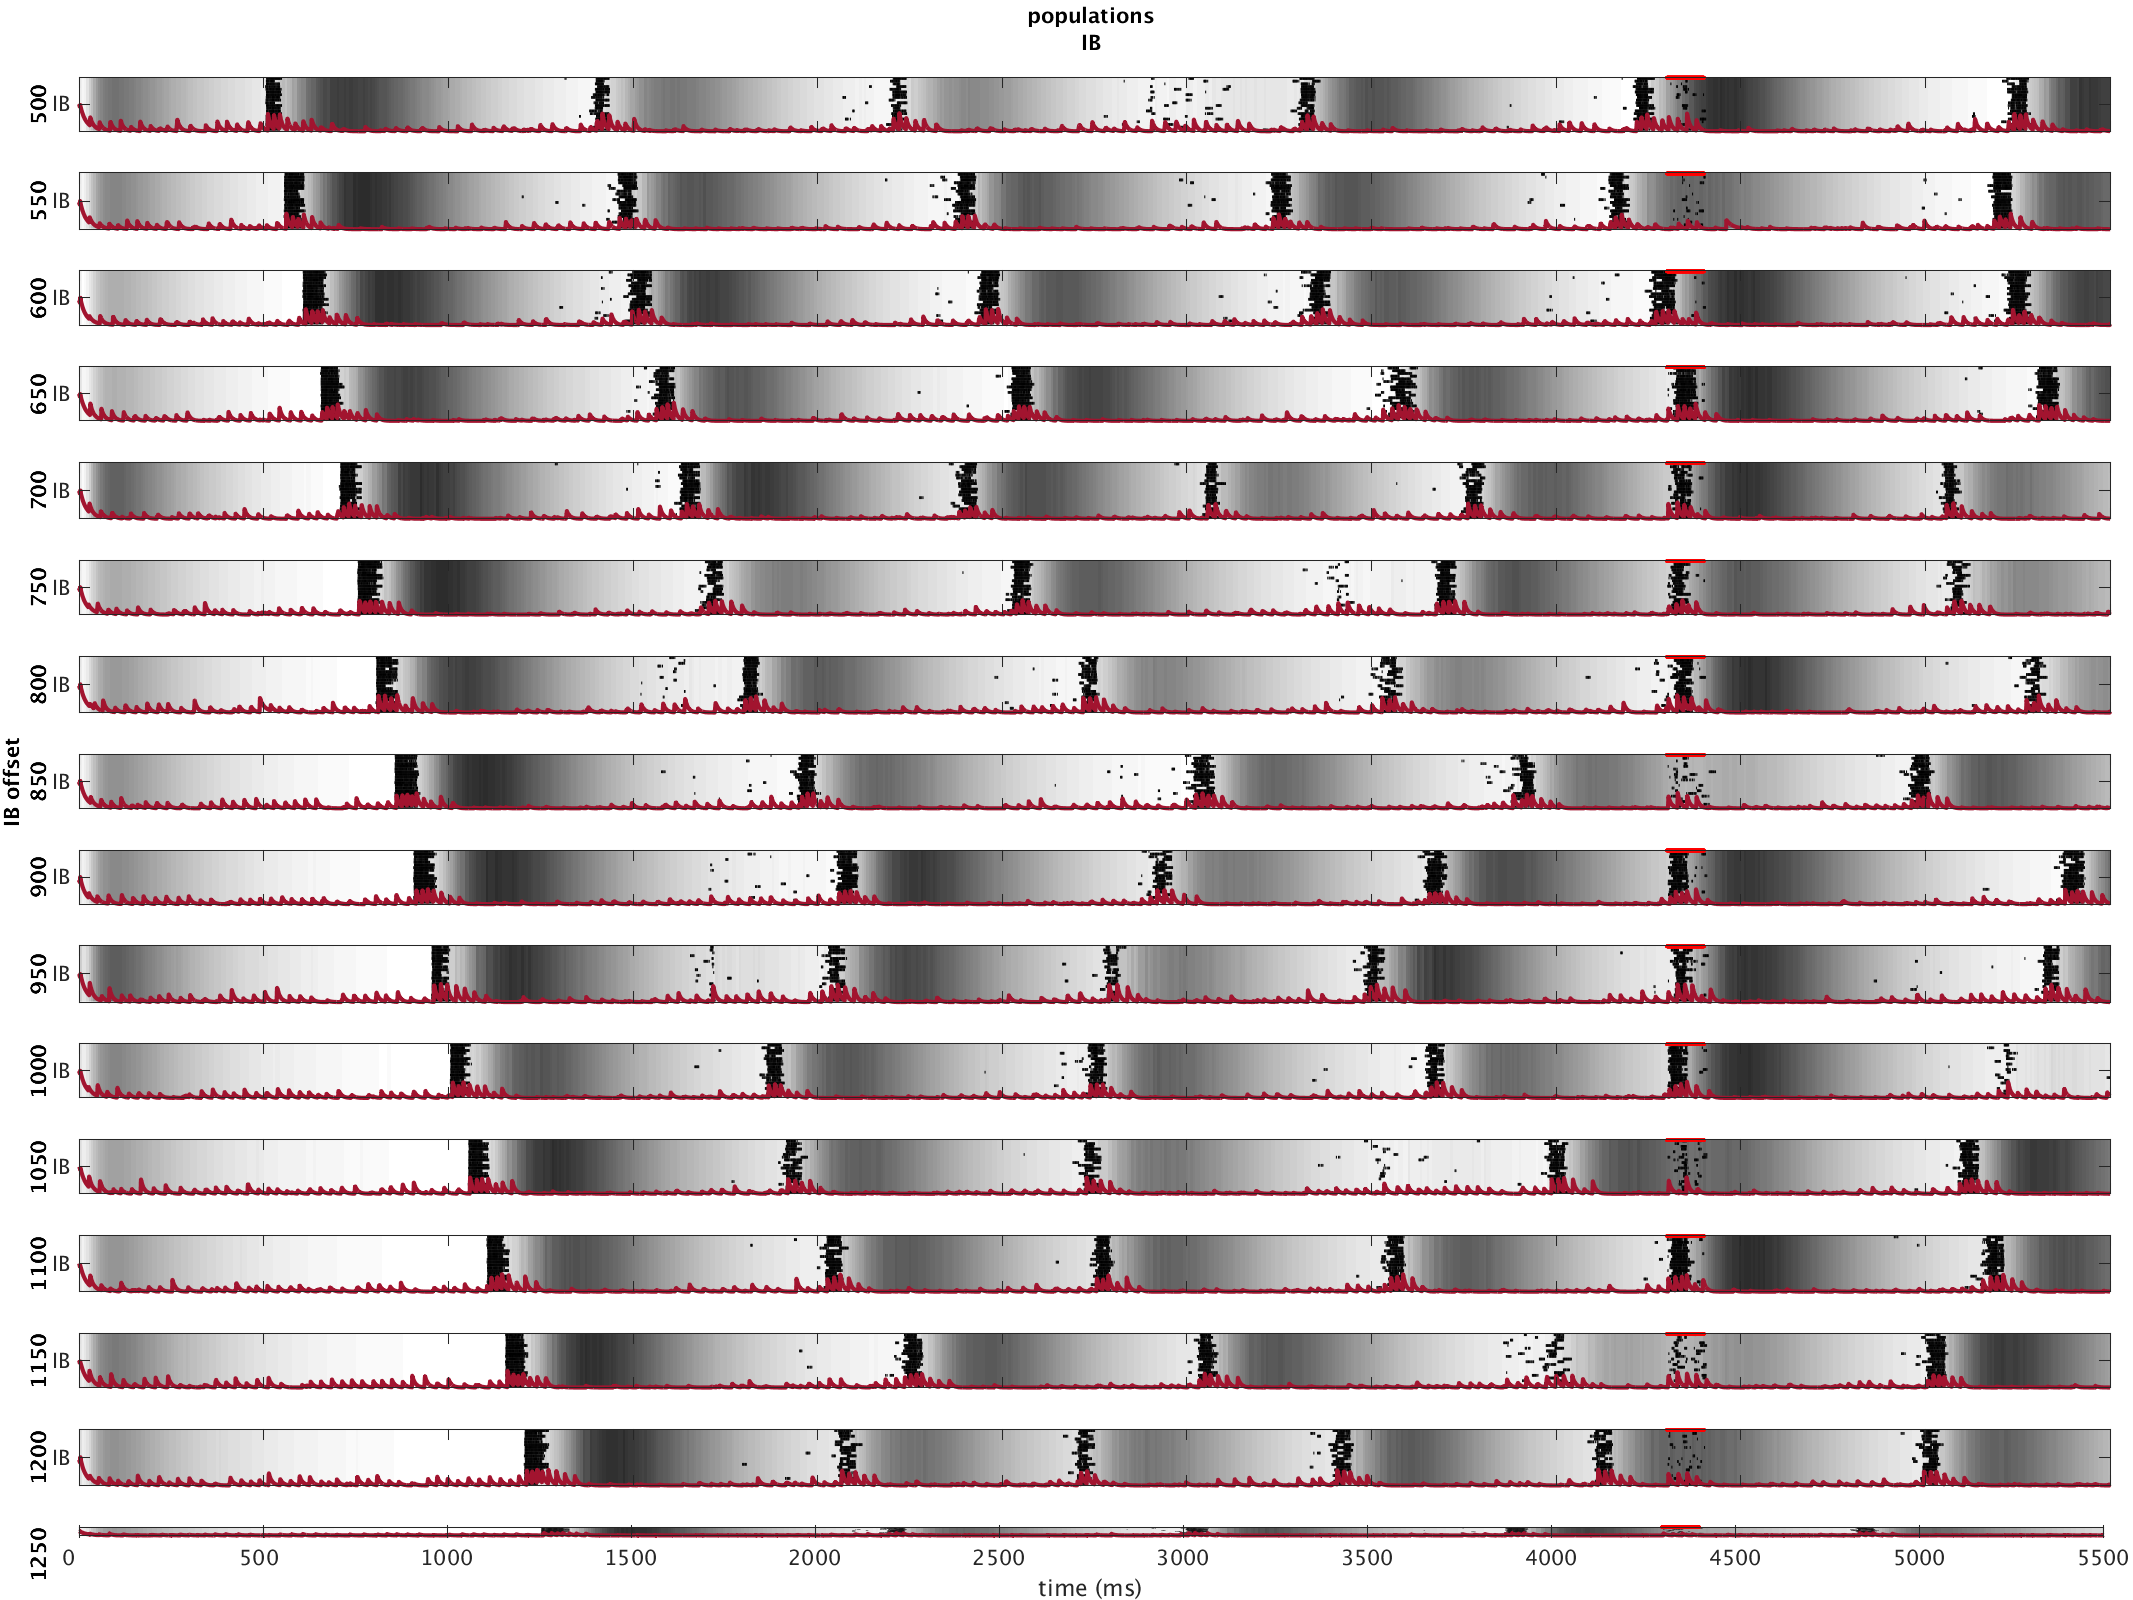 populations
IB
500 IB
550 IB
600 IB
650 IB
700 IB
750 IB
800 IB
850 IB
900 IB
950 IB
1000 IB
1050 IB
1100 IB
1150 IB
1200 IB
1250
IB offset
0 500 1000 1500 2000 2500 3000 3500 4000 4500 5000 5500
time (ms)